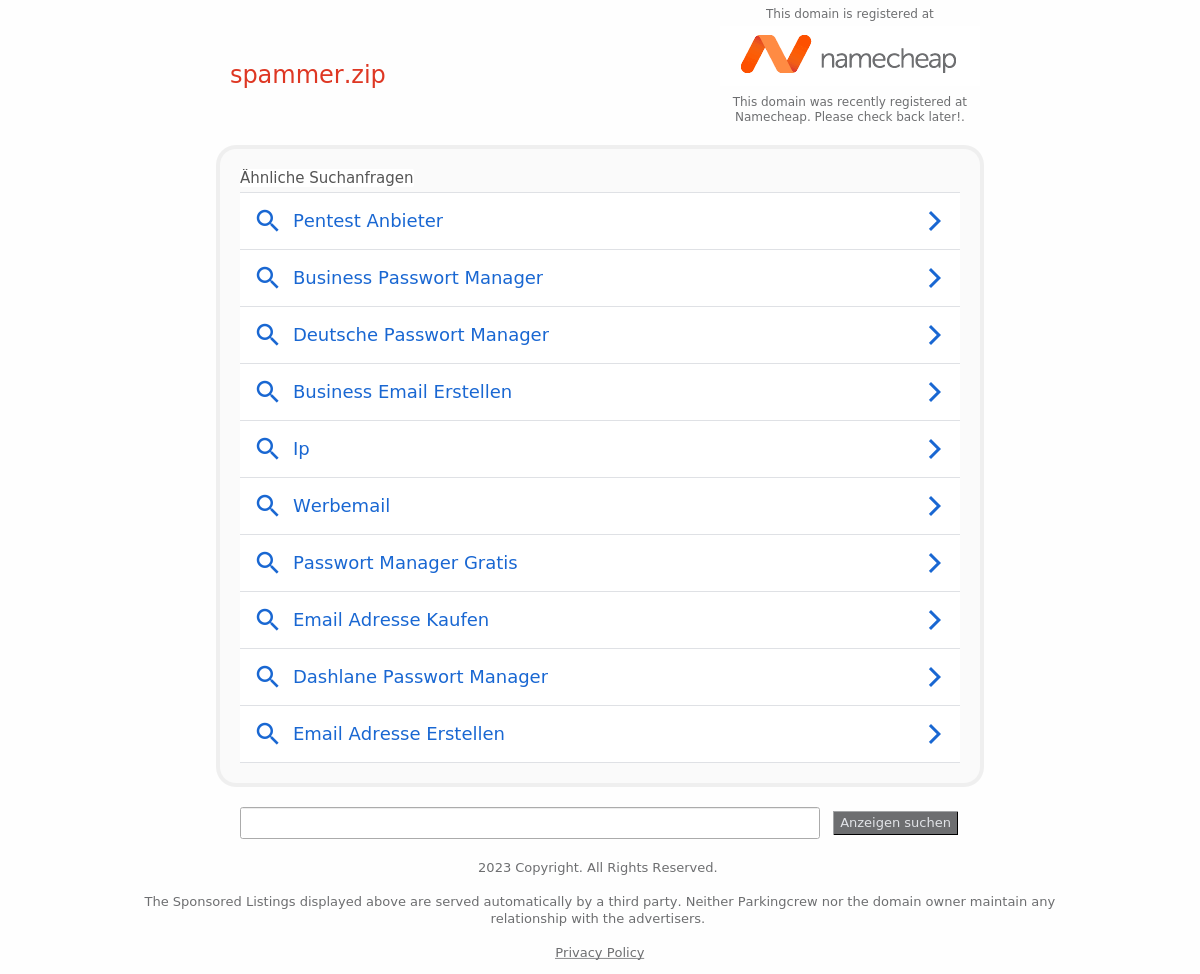 This domain is registered at
namecheap
spammer.zip
This domain was recently registered at
Namecheap. Please check back later!.
Ähnliche Suchanfragen
Pentest Anbieter
Business Passwort Manager
Deutsche Passwort Manager
Business Email Erstellen
Ip
Werbemail
Passwort Manager Gratis
Email Adresse Kaufen
Dashlane Passwort Manager
Email Adresse Erstellen
Anzeigen suchen
2023 Copyright. All Rights Reserved.
The Sponsored Listings displayed above are served automatically by a third party. Neither Parkingcrew nor the domain owner maintain any
relationship with the advertisers.
Privacy Policy